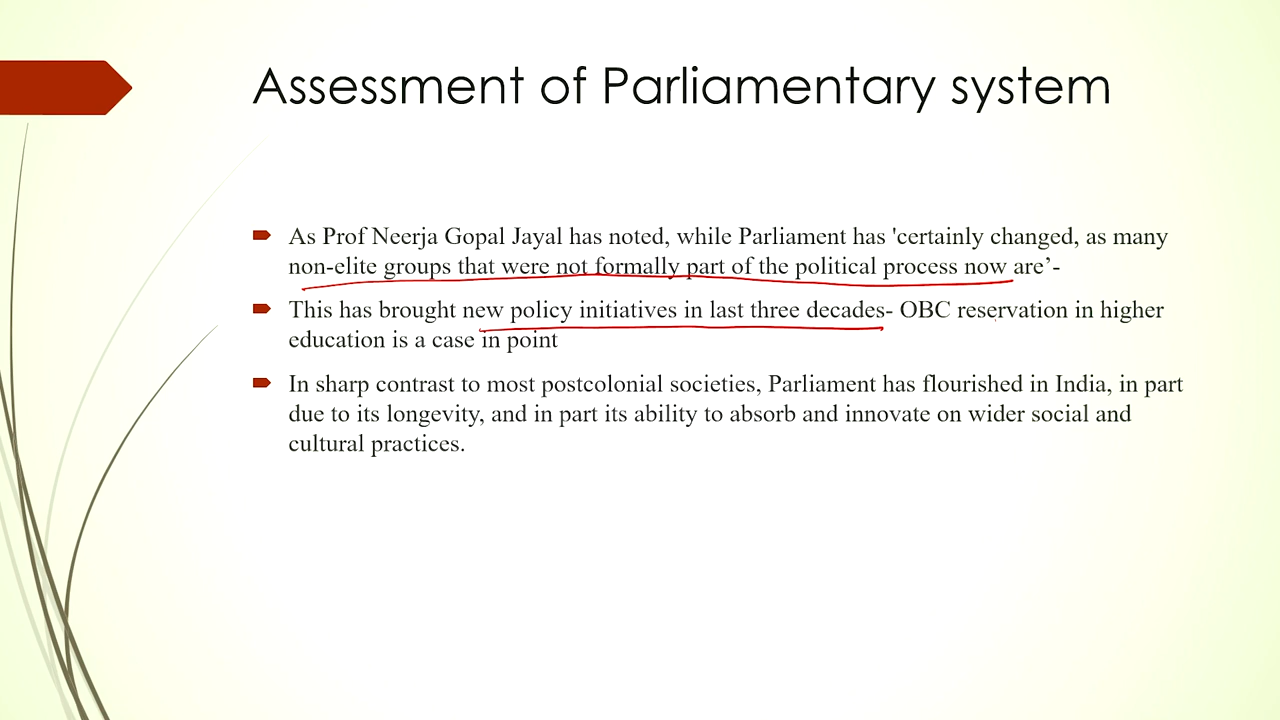 Assessment of Parliamentary system
As Prof Neerja Gopal Jayal has noted, while Parliament has 'certainly changed, as many
non-elite groups that were not formally part of the political process now are’-
This has brought new policy initiatives in last three decades- OBC reservation in higher
education is a case in point
In sharp contrast to most postcolonial societies, Parliament has flourished in India, in part
due to its longevity, and in part its ability to absorb and innovate on wider social and
cultural practices.